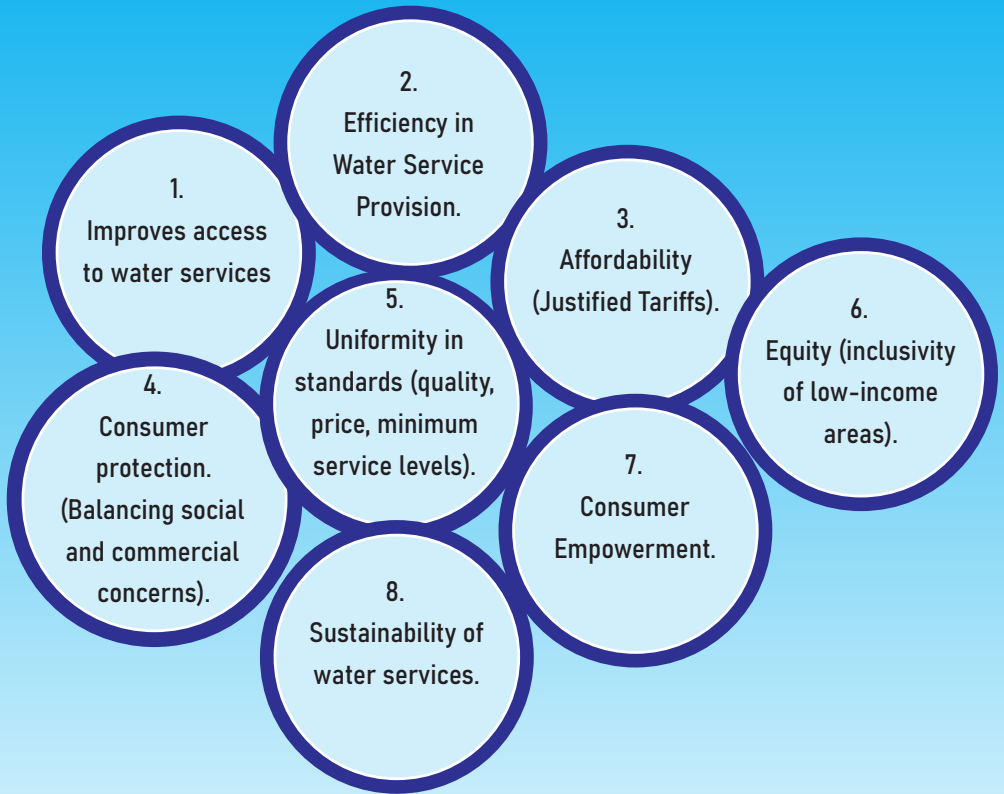 1.
Improves access
to water services
2.
Efficiency in
Water Service
Provision.
3.
Affordability
(Justified Tariffs).
4.
Consumer
protection.
(Balancing social
and commercial
concerns).
5.
Uniformity in
standards (quality,
price, minimum
service levels).
6.
Equity (inclusivity
of low-income
areas).
7.
Consumer
Empowerment.
8.
Sustainability of
water services.